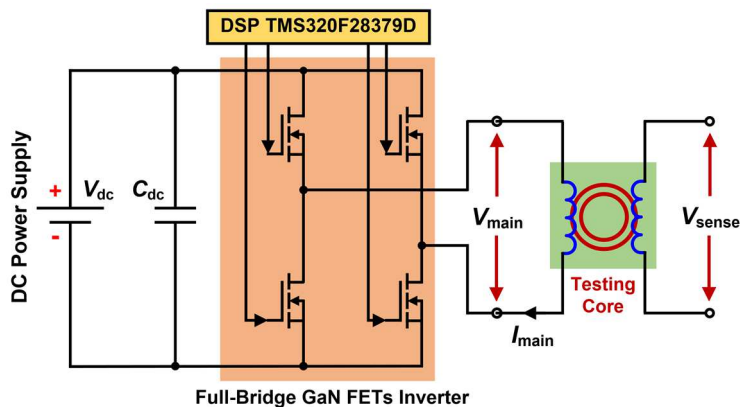 DSP TMS320F28379D
DC Power Supply
+
Vdc
-
Cdc
Vmain
Imain
Testing
Core
Vsense
Full-Bridge GaN FETs Inverter